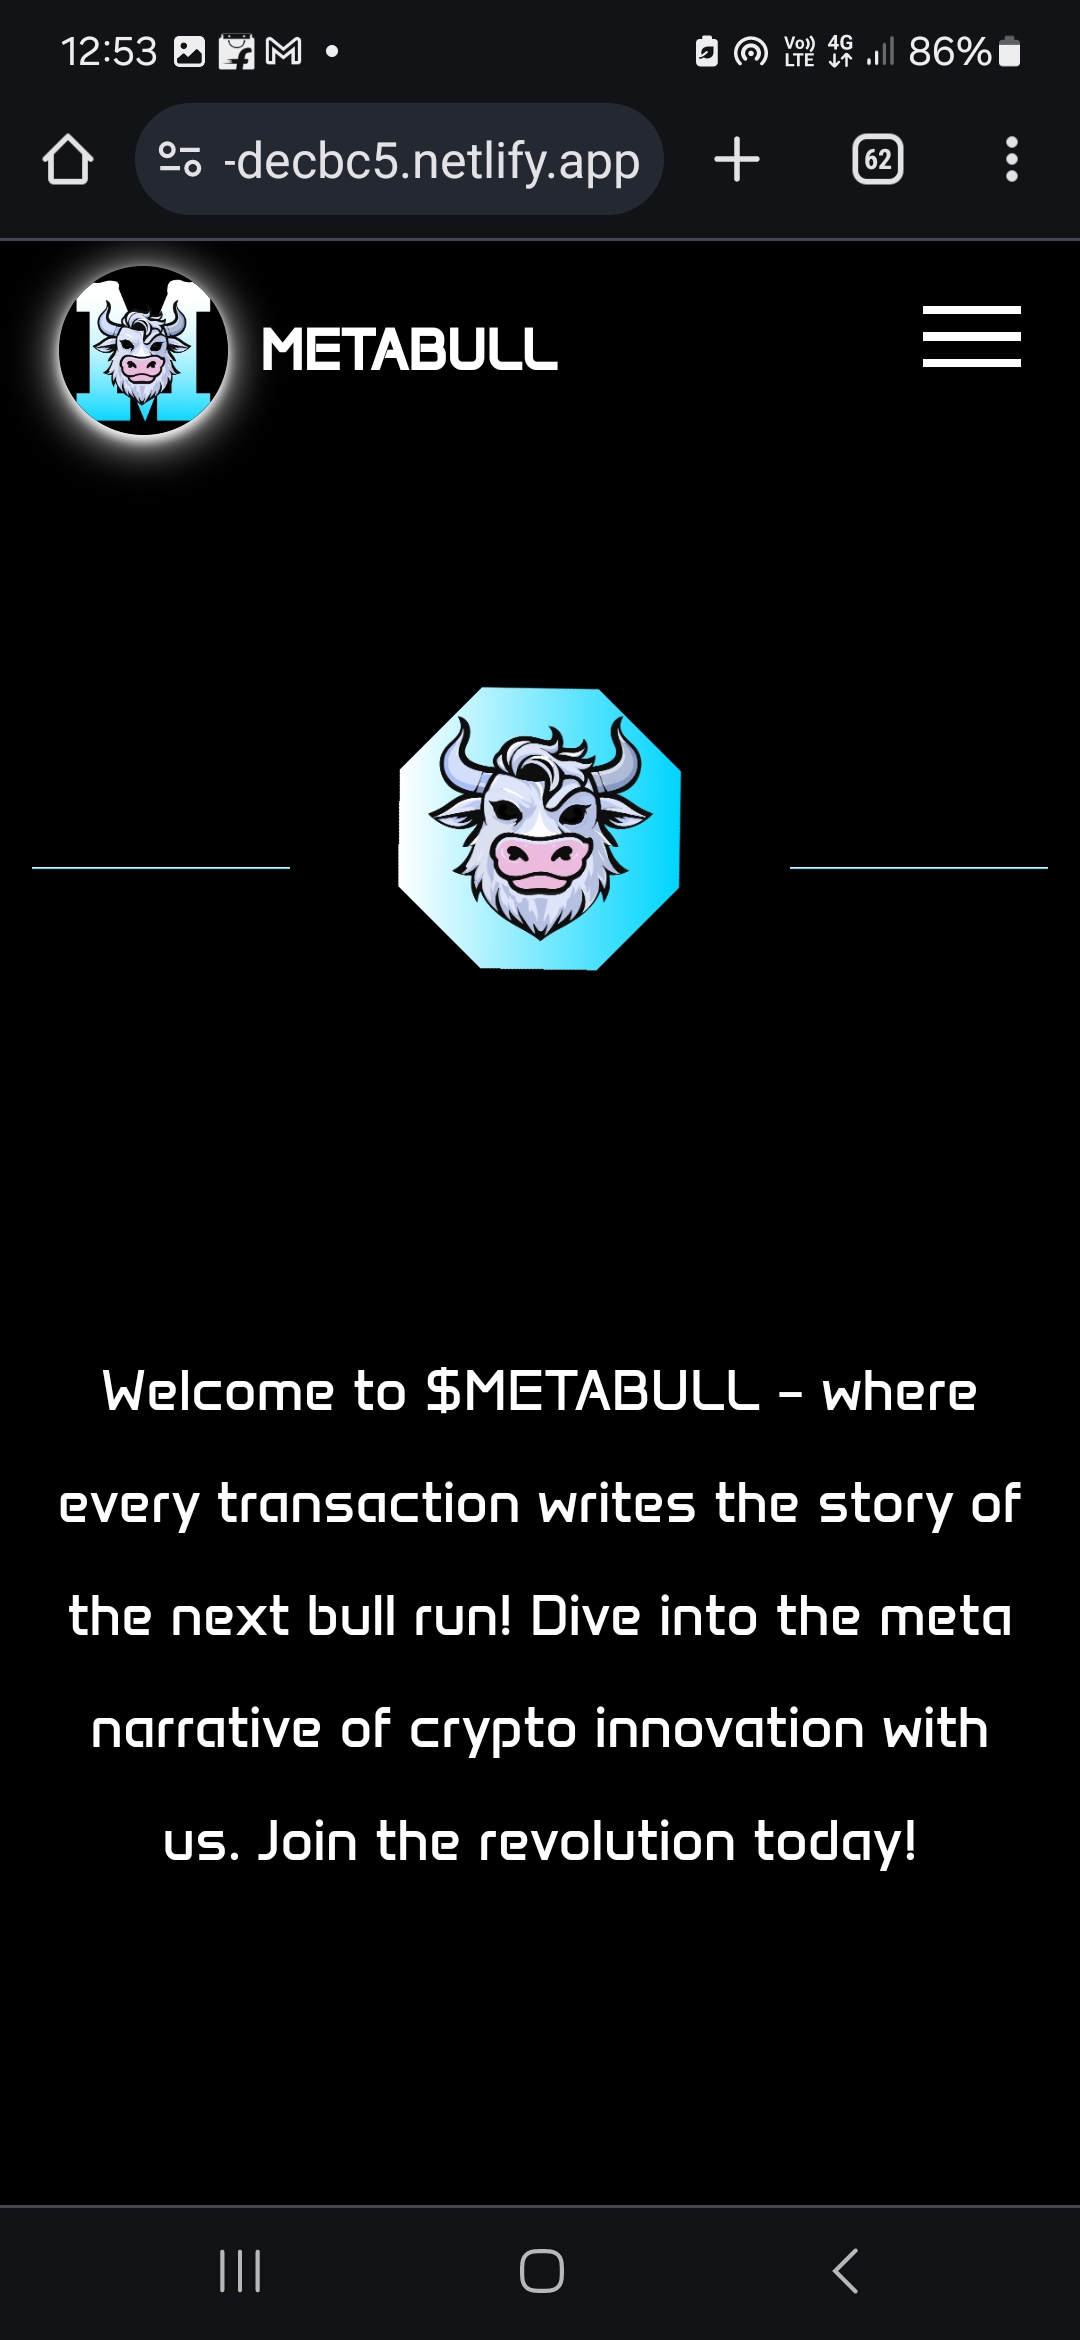 12:53
Vo)) LTE 4G 86%
-decbc5.netlify.app
62
M
METABULL
Welcome to $METABULL - where
every transaction writes the story of
the next bull run! Dive into the meta
narrative of crypto innovation with
us. Join the revolution today!